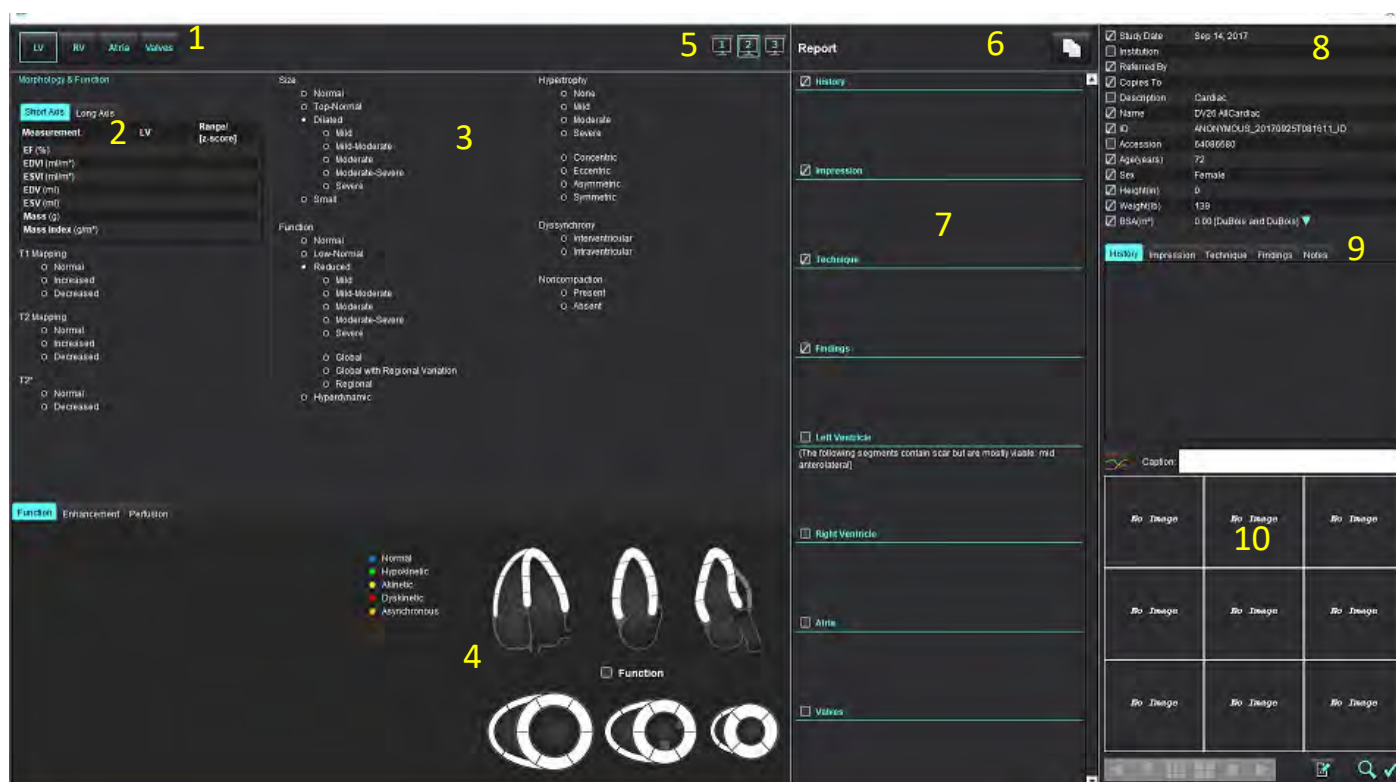 LV RV Atria Valves 1 5 1 2 3
Morphology & Function
Short Axis Long Axis
2
Measurement LV Range/
[z-score]
EF (%)
EDVI (ml/m²)
ESVI (ml/m²)
EDV (ml)
ESV (ml)
Mass (g)
Mass Index (g/m²)
T1 Mapping
Normal
Increased
Decreased
T2 Mapping
Normal
Increased
Decreased
T2*
Normal
Decreased
Size
Normal
Top-Normal
Dilated
Mild
Mild-Moderate
Moderate
Moderate-Severe
Severe
Small
3
Function
Normal
Low-Normal
Reduced
Mild
Mild-Moderate
Moderate
Moderate-Severe
Severe
Global
Global with Regional Variation
Regional
Hyperdynamic
Hypertrophy
None
Mild
Moderate
Severe
Concentric
Eccentric
Asymmetric
Symmetric
Dyssynchrony
Interventricular
Intraventricular
Noncompaction
Present
Absent
Function Enhancement Perfusion
Normal
Hypokinetic
Akinetic
Dyskinetic
Asynchronous
4
Function
Report 6
History
Impression
7
Technique
Findings
Left Ventricle
(The following segments contain scar but are mostly viable: mid
anterolateral)
Right Ventricle
Atria
Valves
Study Date Sep 14, 2017
8
Institution
Referred By
Copies To
Description Cardiac
Name DV26 AllCardiac
ID ANONYMOUS_20170925T081611_ID
Accession 64086680
Age(years) 72
Sex Female
Height(in) 0
Weight(lb) 139
BSA(m²) 0.00 (DuBois and DuBois)
9
History Impression Technique Findings Notes
Caption:
No Image No Image No Image
10
No Image No Image No Image
No Image No Image No Image